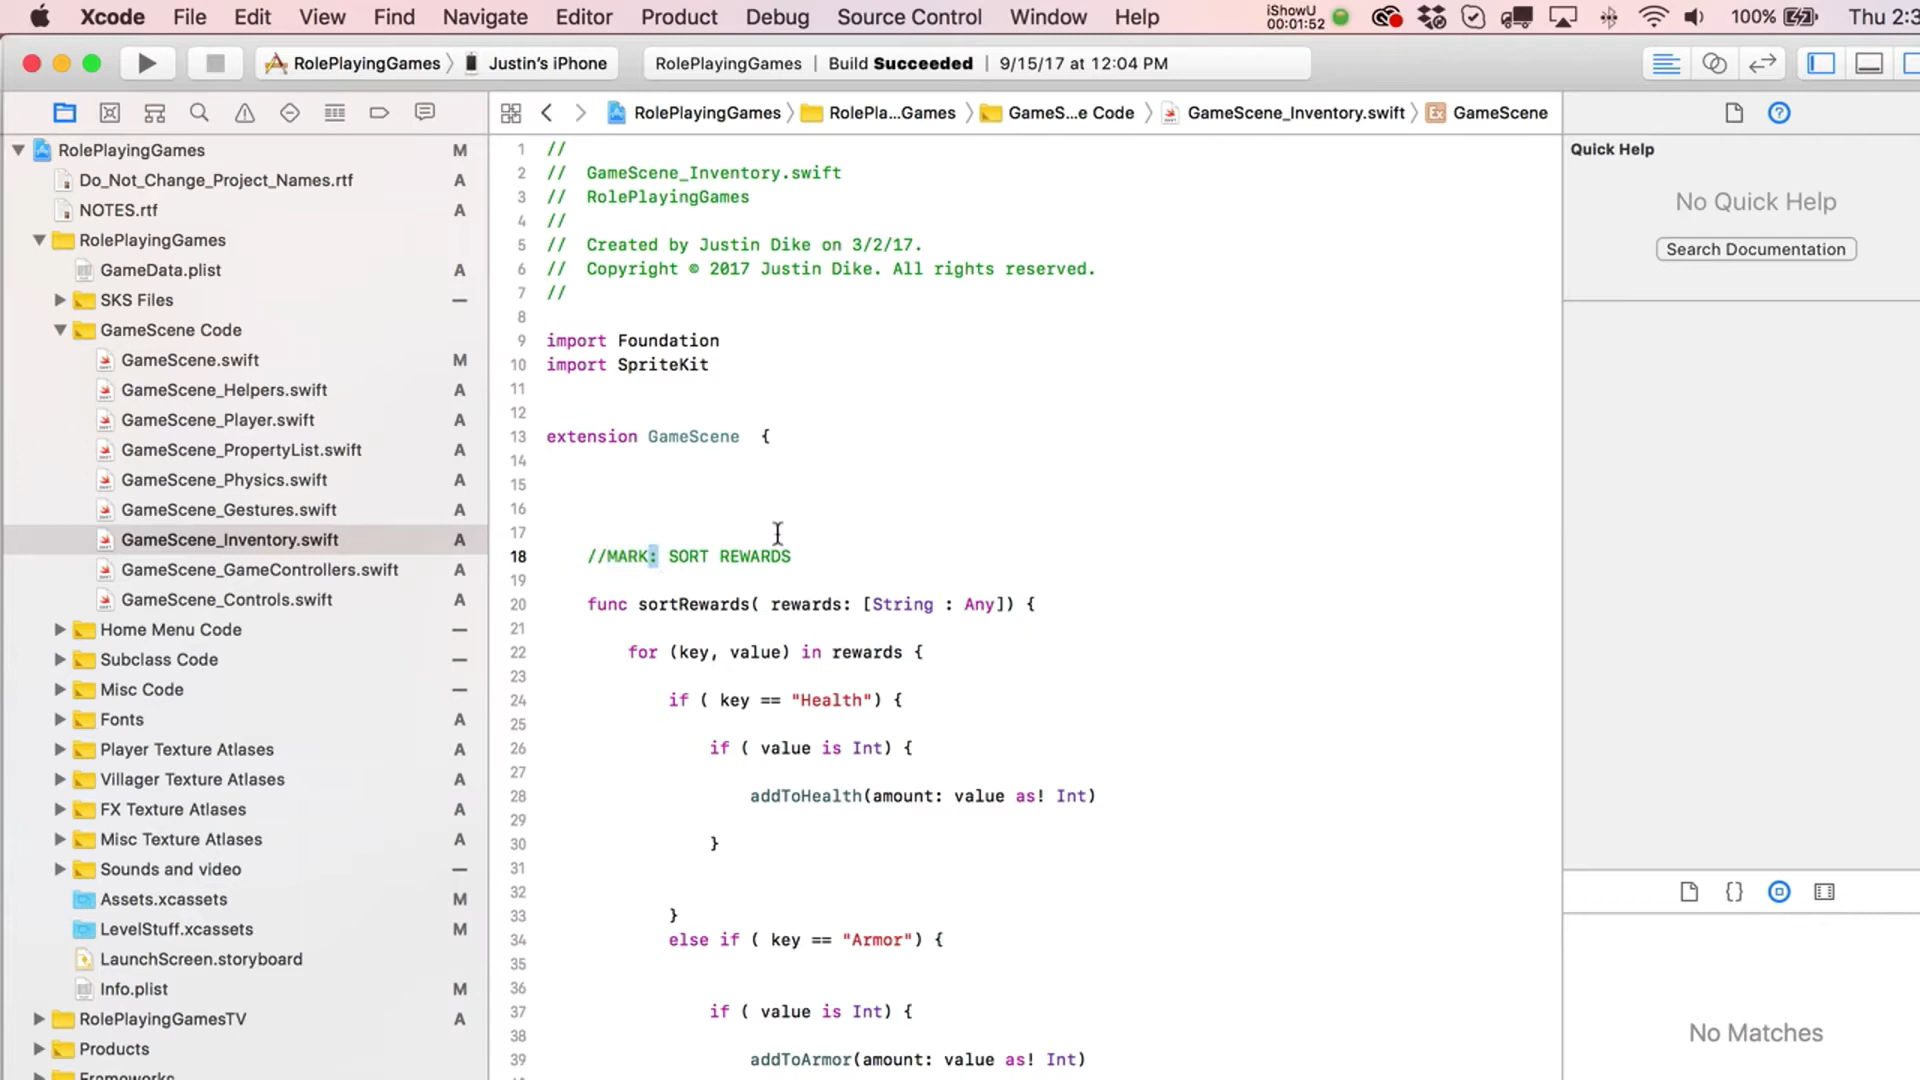 Xcode File Edit View Find Navigate Editor Product Debug Source Control Window Help iShowU 00:01:52 100% Thu 2:3
RolePlayingGames Justin's iPhone RolePlayingGames | Build Succeeded | 9/15/17 at 12:04 PM
RolePlayingGames RolePla...Games GameS...e Code GameScene_Inventory.swift Ex GameScene
RolePlayingGames M
Do_Not_Change_Project_Names.rtf A
NOTES.rtf A
RolePlayingGames
GameData.plist A
SKS Files —
GameScene Code
GameScene.swift M
GameScene_Helpers.swift A
GameScene_Player.swift A
GameScene_PropertyList.swift A
GameScene_Physics.swift A
GameScene_Gestures.swift A
GameScene_Inventory.swift A
GameScene_GameControllers.swift A
GameScene_Controls.swift A
Home Menu Code —
Subclass Code —
Misc Code —
Fonts A
Player Texture Atlases A
Villager Texture Atlases A
FX Texture Atlases A
Misc Texture Atlases A
Sounds and video —
Assets.xcassets M
LevelStuff.xcassets M
LaunchScreen.storyboard
Info.plist M
RolePlayingGamesTV A
Products
Frameworks
1 //
2 // GameScene_Inventory.swift
3 // RolePlayingGames
4 //
5 // Created by Justin Dike on 3/2/17.
6 // Copyright © 2017 Justin Dike. All rights reserved.
7 //
8
9 import Foundation
10 import SpriteKit
11
12
13 extension GameScene {
14
15
16
17
18 //MARK: SORT REWARDS
19
20 func sortRewards( rewards: [String : Any]) {
21
22 for (key, value) in rewards {
23
24 if ( key == "Health") {
25
26 if ( value is Int) {
27
28 addToHealth(amount: value as! Int)
29
30 }
31
32
33 }
34 else if ( key == "Armor") {
35
36
37 if ( value is Int) {
38
39 addToArmor(amount: value as! Int)
Quick Help
No Quick Help
Search Documentation
{}
No Matches